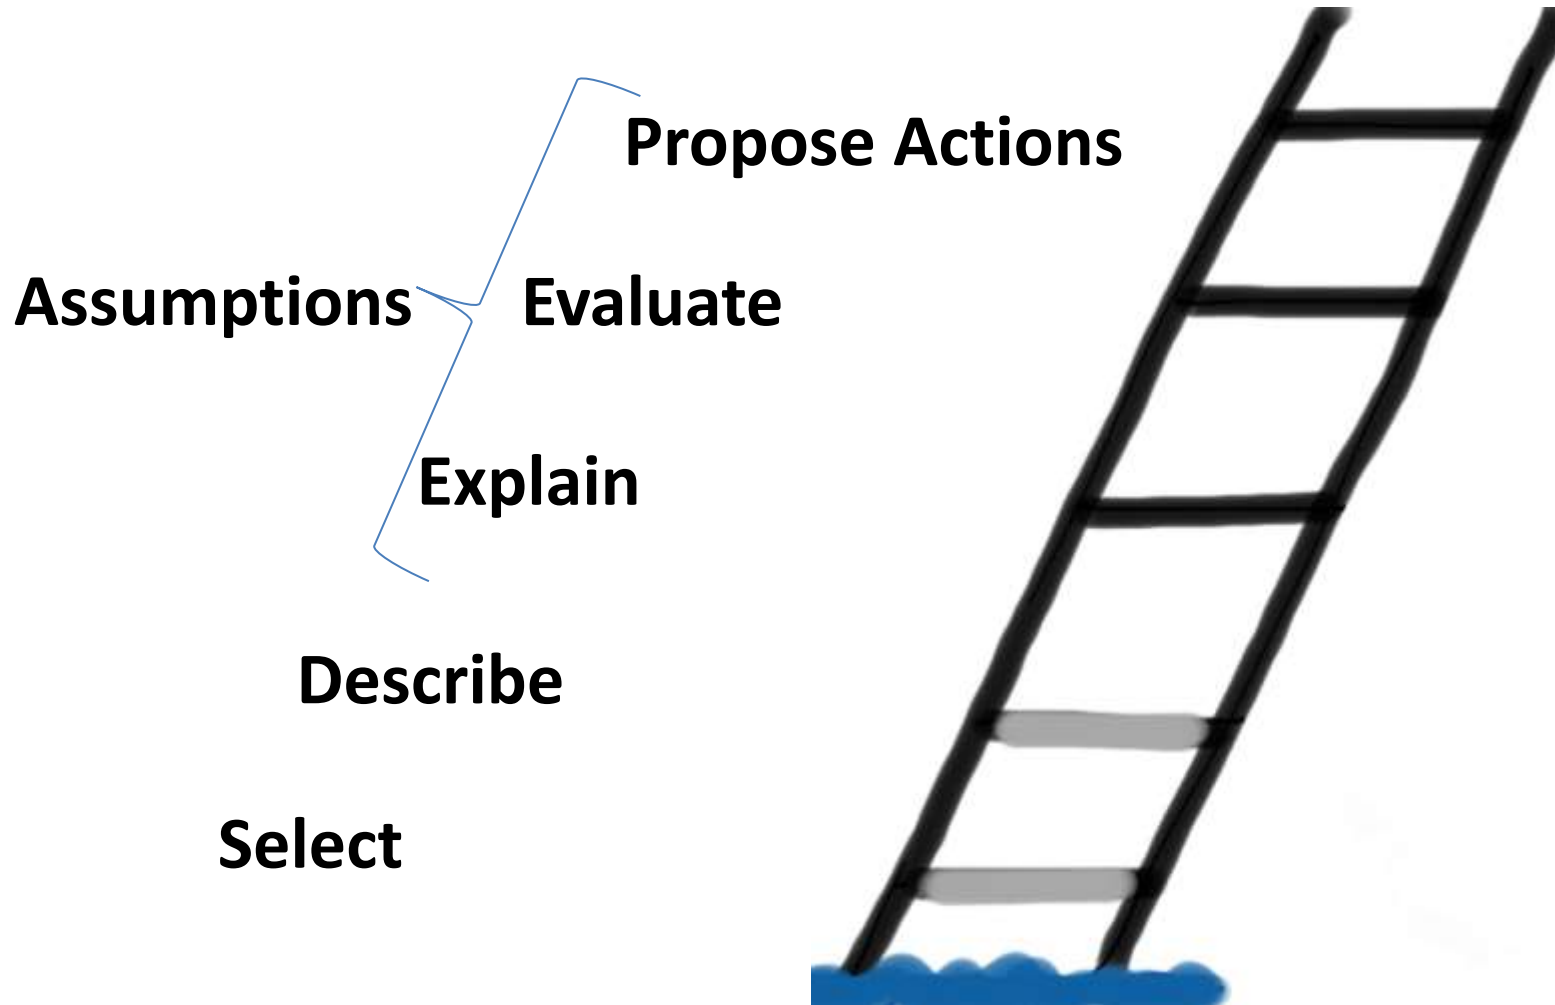 Propose Actions
Assumptions
Evaluate
Explain
Describe
Select